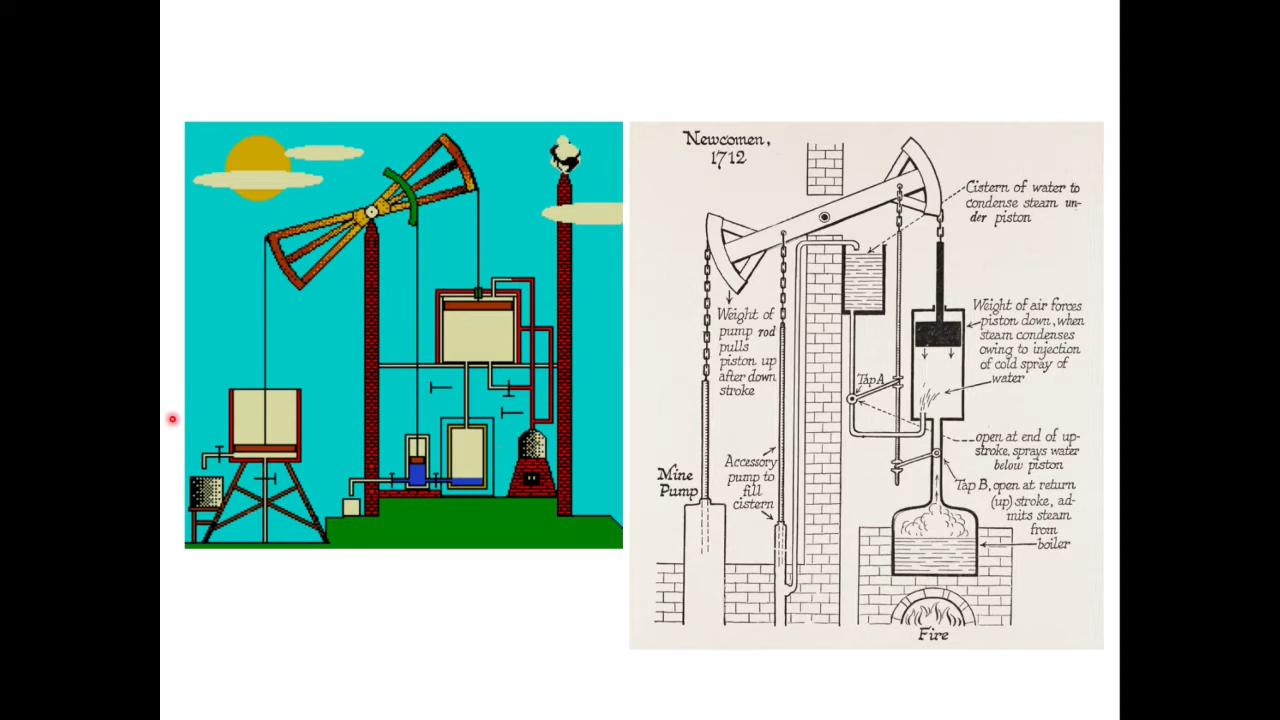 Newcomen,
1712
Cistern of water to
condense steam un-
der piston
Weight of
pump rod
pulls
piston up
after down
stroke
Weight of air forces
piston down, when
steam condenses
owing to injection
of cold spray of
water
Tap A
open at end of up-
stroke, sprays water
below piston
Mine
Pump
Accessory
pump to
fill
cistern
Tap B, open at return
(up) stroke, ad-
mits steam
from
boiler
Fire